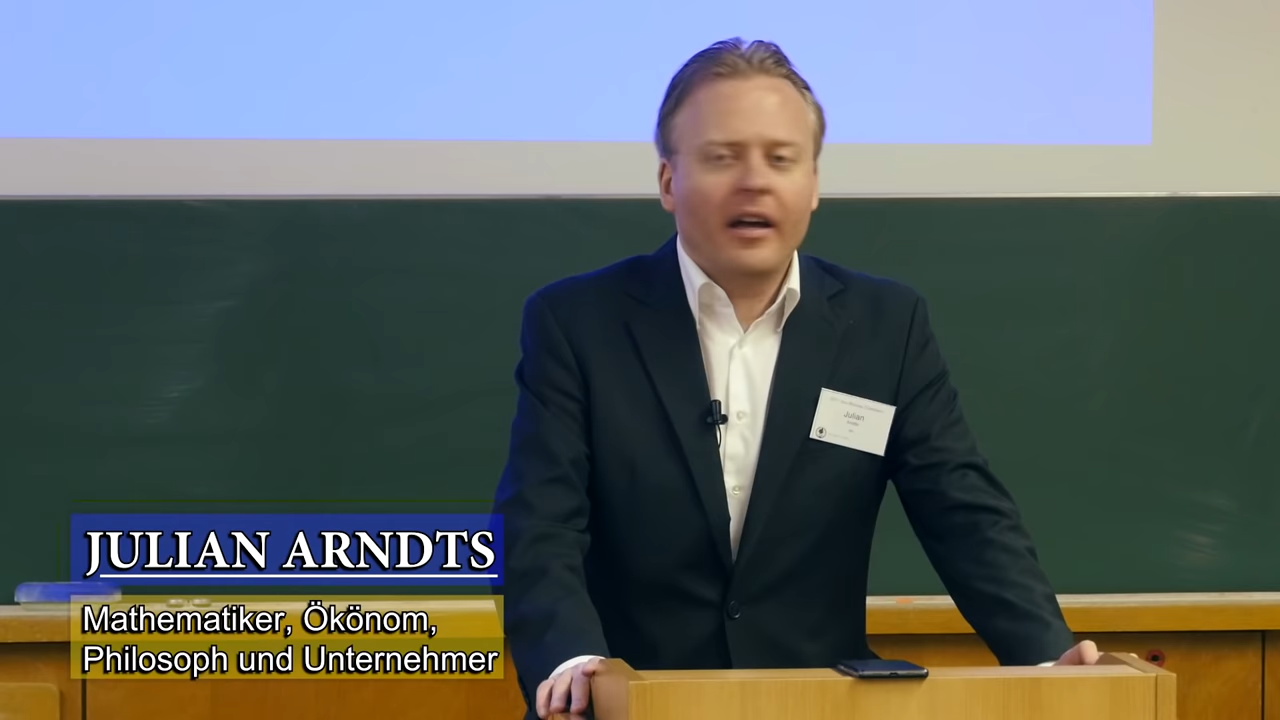 JULIAN ARNDTS
Mathematiker, Ökönom,
Philosoph und Unternehmer
Julian